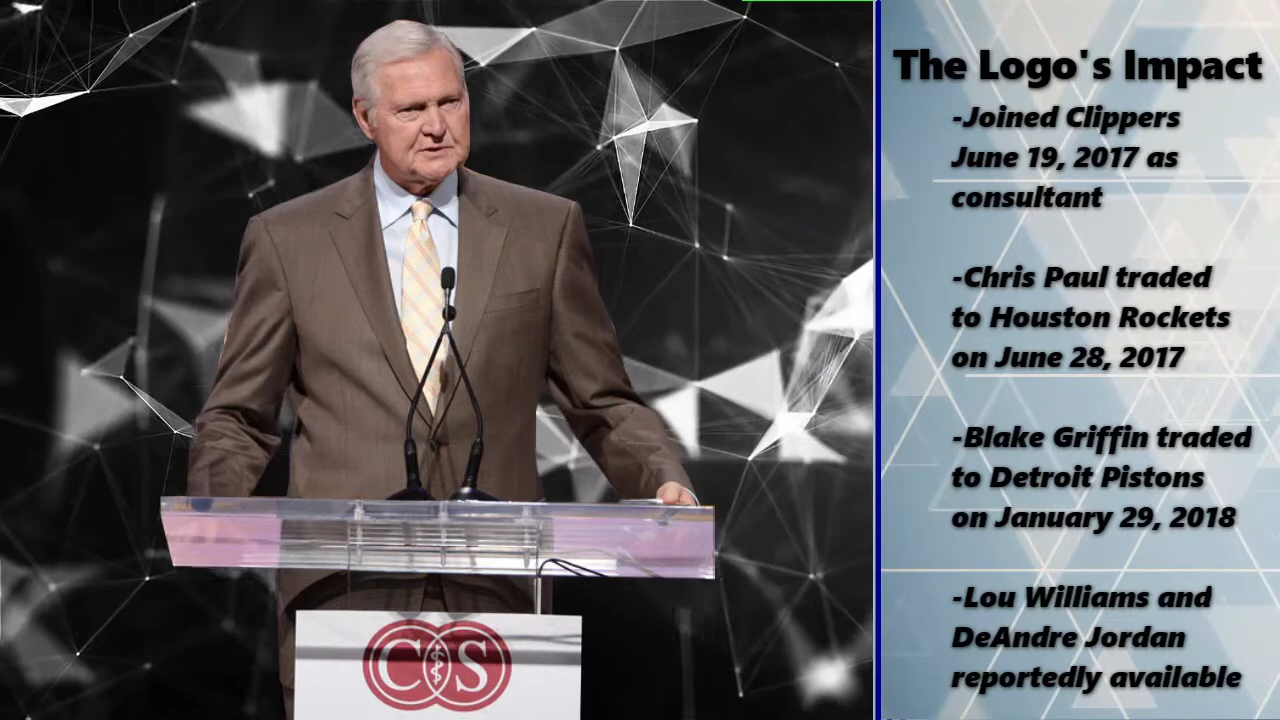 The Logo's Impact
-Joined Clippers
June 19, 2017 as
consultant
-Chris Paul traded
to Houston Rockets
on June 28, 2017
-Blake Griffin traded
to Detroit Pistons
on January 29, 2018
-Lou Williams and
DeAndre Jordan
reportedly available
CS